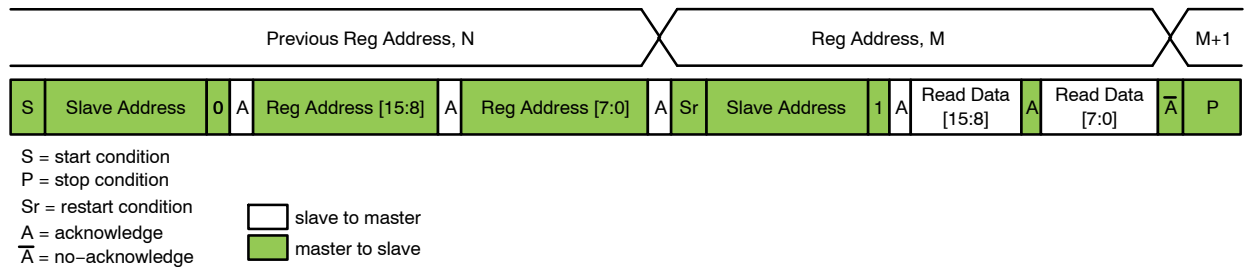 Previous Reg Address, N Reg Address, M M+1
S Slave Address 0 A Reg Address [15:8] A Reg Address [7:0] A Sr Slave Address 1 A Read Data [15:8] A Read Data [7:0] A̅ P
S = start condition
P = stop condition
Sr = restart condition
A = acknowledge
A̅ = no−acknowledge
slave to master
master to slave